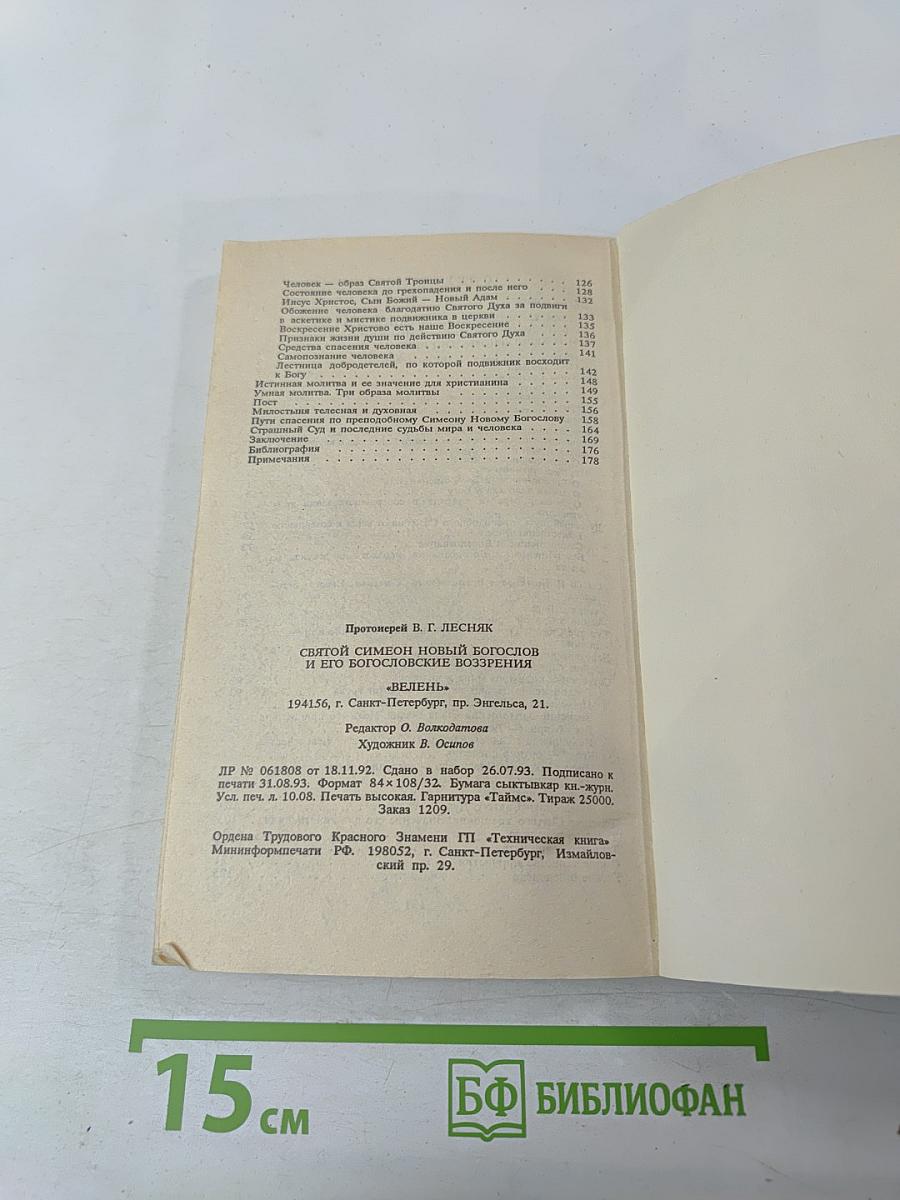 Человек — образ Святой Троицы . . . . . . . . . 126
Состояние человека до грехопадения и после него . . . 128
Иисус Христос, Сын Божий — Новый Адам . . . . . . 132
Обожение человека благодатию Святого Духа за подвиги
в аскетике и мистике подвижника в церкви . . . . . . 133
Воскресение Христово есть наше Воскресение . . . . . 135
Признаки жизни души по действию Святого Духа . . . 136
Средства спасения человека . . . . . . . . . . . . 137
Самопознание человека . . . . . . . . . . . . . 141
Лестница добродетелей, по которой подвижник восходит
к Богу . . . . . . . . . . . . . . . . . . . . 142
Истинная молитва и ее значение для христианина . . . . . 148
Умная молитва. Три образа молитвы . . . . . . . . . . 149
Пост . . . . . . . . . . . . . . . . . . . . . . 155
Милостыня телесная и духовная . . . . . . . . . . . 156
Пути спасения по преподобному Симеону Новому Богослову 158
Страшный Суд и последние судьбы мира и человека . . . . 164
Заключение . . . . . . . . . . . . . . . . . . . . 169
Библиография . . . . . . . . . . . . . . . . . . . 176
Примечания . . . . . . . . . . . . . . . . . . . . 178
Протоиерей В. Г. ЛЕСНЯК
СВЯТОЙ СИМЕОН НОВЫЙ БОГОСЛОВ
И ЕГО БОГОСЛОВСКИЕ ВОЗЗРЕНИЯ
«ВЕЛЕНЬ»
194156, г. Санкт-Петербург, пр. Энгельса, 21.
Редактор О. Волкодатова
Художник В. Осипов
ЛР № 061808 от 18.11.92. Сдано в набор 26.07.93. Подписано к
печати 31.08.93. Формат 84×108/32. Бумага сыктывкар кн.-журн.
Усл. печ. л. 10.08. Печать высокая. Гарнитура «Таймс». Тираж 25000.
Заказ 1209.
Ордена Трудового Красного Знамени ГП «Техническая книга»
Мининформпечати РФ. 198052, г. Санкт-Петербург, Измайлов-
ский пр. 29.
15 см
БФ БИБЛИОФАН